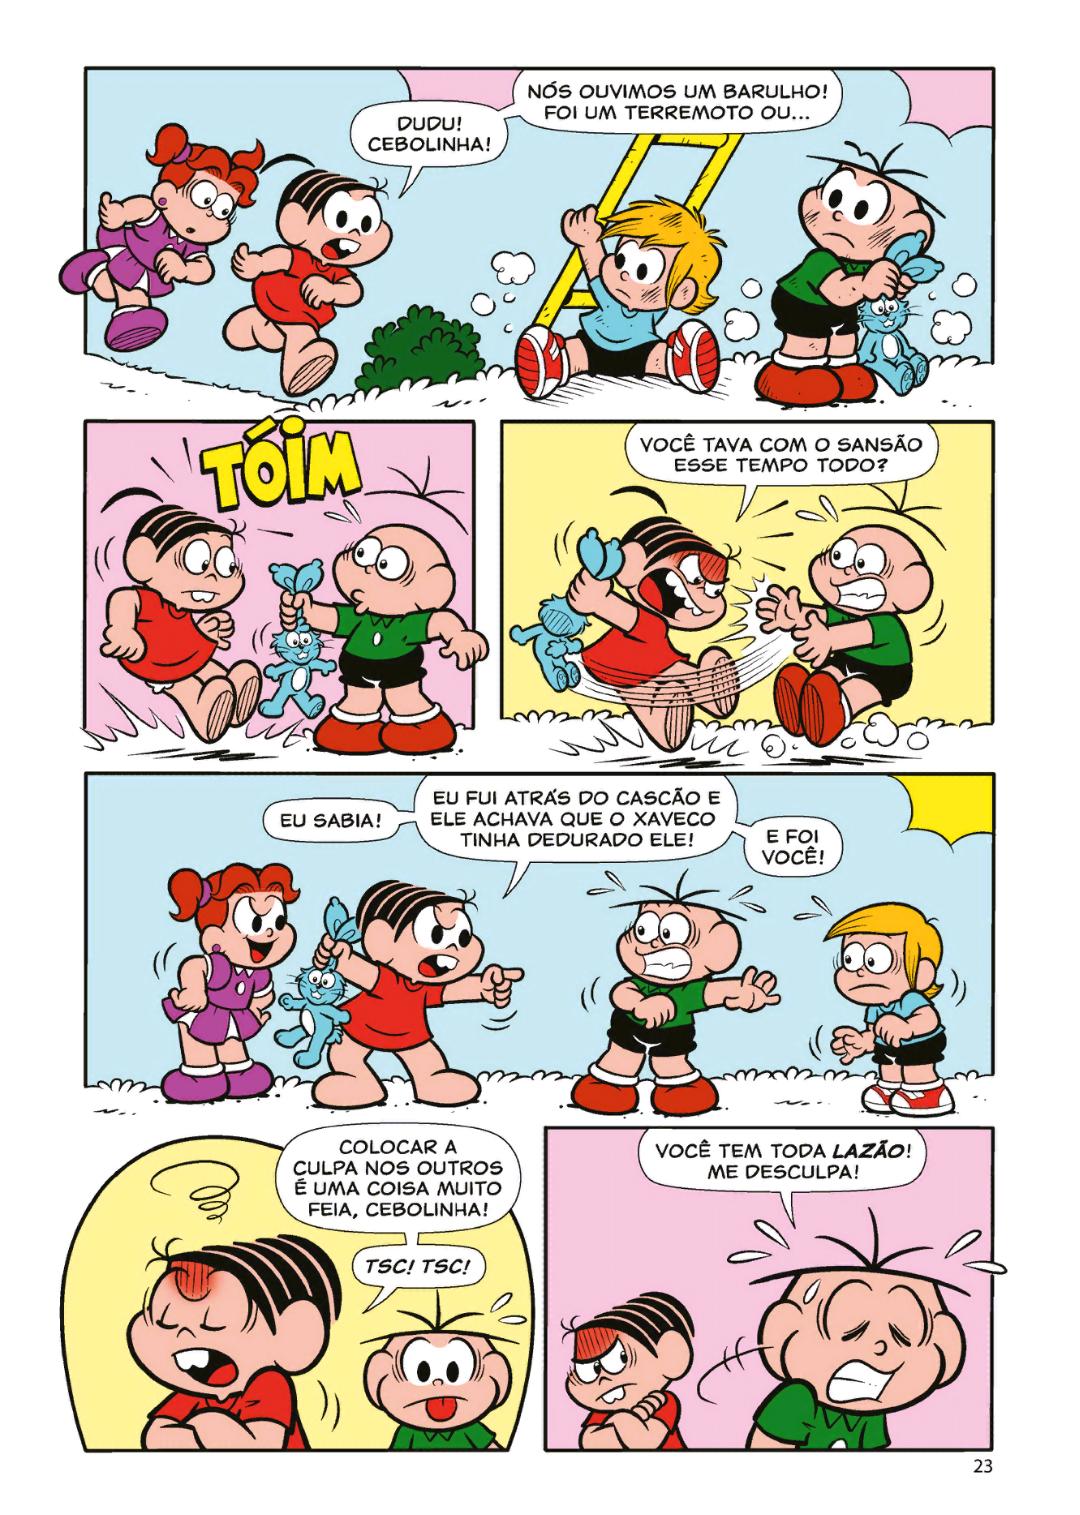 DUDU!
CEBOLINHA!
NÓS OUVIMOS UM BARULHO!
FOI UM TERREMOTO OU...
TÓIM
VOCÊ TAVA COM O SANSÃO
ESSE TEMPO TODO?
EU SABIA!
EU FUI ATRÁS DO CASCÃO E
ELE ACHAVA QUE O XAVECO
TINHA DEDURADO ELE!
E FOI
VOCÊ!
COLOCAR A
CULPA NOS OUTROS
É UMA COISA MUITO
FEIA, CEBOLINHA!
TSC! TSC!
VOCÊ TEM TODA LAZÃO!
ME DESCULPA!
23